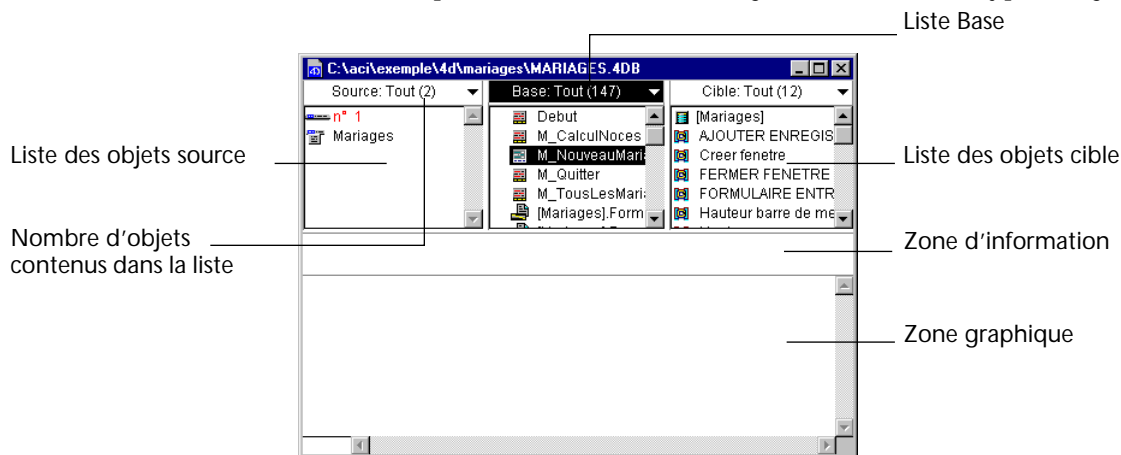 Liste Base
C:\aci\exemple\4d\mariages\MARIAGES.4DB
Source: Tout (2)
Base: Tout (147)
Cible: Tout (12)
n° 1
Mariages
Debut
M_CalculNoces
M_NouveauMari
M_Quitter
M_TousLesMari
[Mariages].Form
[Mariages]
AJOUTER ENREGIS
Creer fenetre
FERMER FENETRE
FORMULAIRE ENTR
Hauteur barre de me
Liste des objets source
Nombre d'objets
contenus dans la liste
Liste des objets cible
Zone d'information
Zone graphique